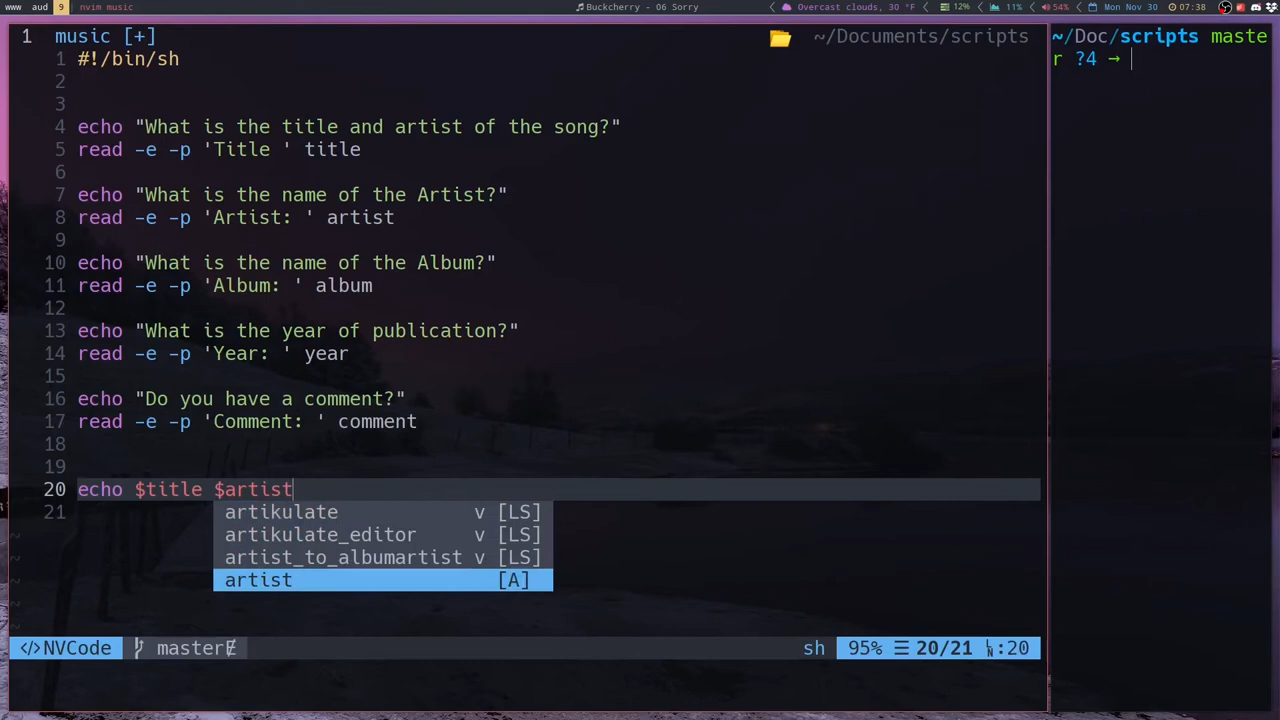 www aud 9 nvim music Buckcherry - 06 Sorry Overcast clouds, 30 °F 12% 11% 54% Mon Nov 30 07:38
1 music [+] ~/Documents/scripts
1 #!/bin/sh
2
3
4 echo "What is the title and artist of the song?"
5 read -e -p 'Title ' title
6
7 echo "What is the name of the Artist?"
8 read -e -p 'Artist: ' artist
9
10 echo "What is the name of the Album?"
11 read -e -p 'Album: ' album
12
13 echo "What is the year of publication?"
14 read -e -p 'Year: ' year
15
16 echo "Do you have a comment?"
17 read -e -p 'Comment: ' comment
18
19
20 echo $title $artist
21
artikulate v [LS]
artikulate_editor v [LS]
artist_to_albumartist v [LS]
artist [A]
~
~
~
~
~
</>NVCode master sh 95% ☰ 20/21 :20
~/Doc/scripts maste
r ?4 →